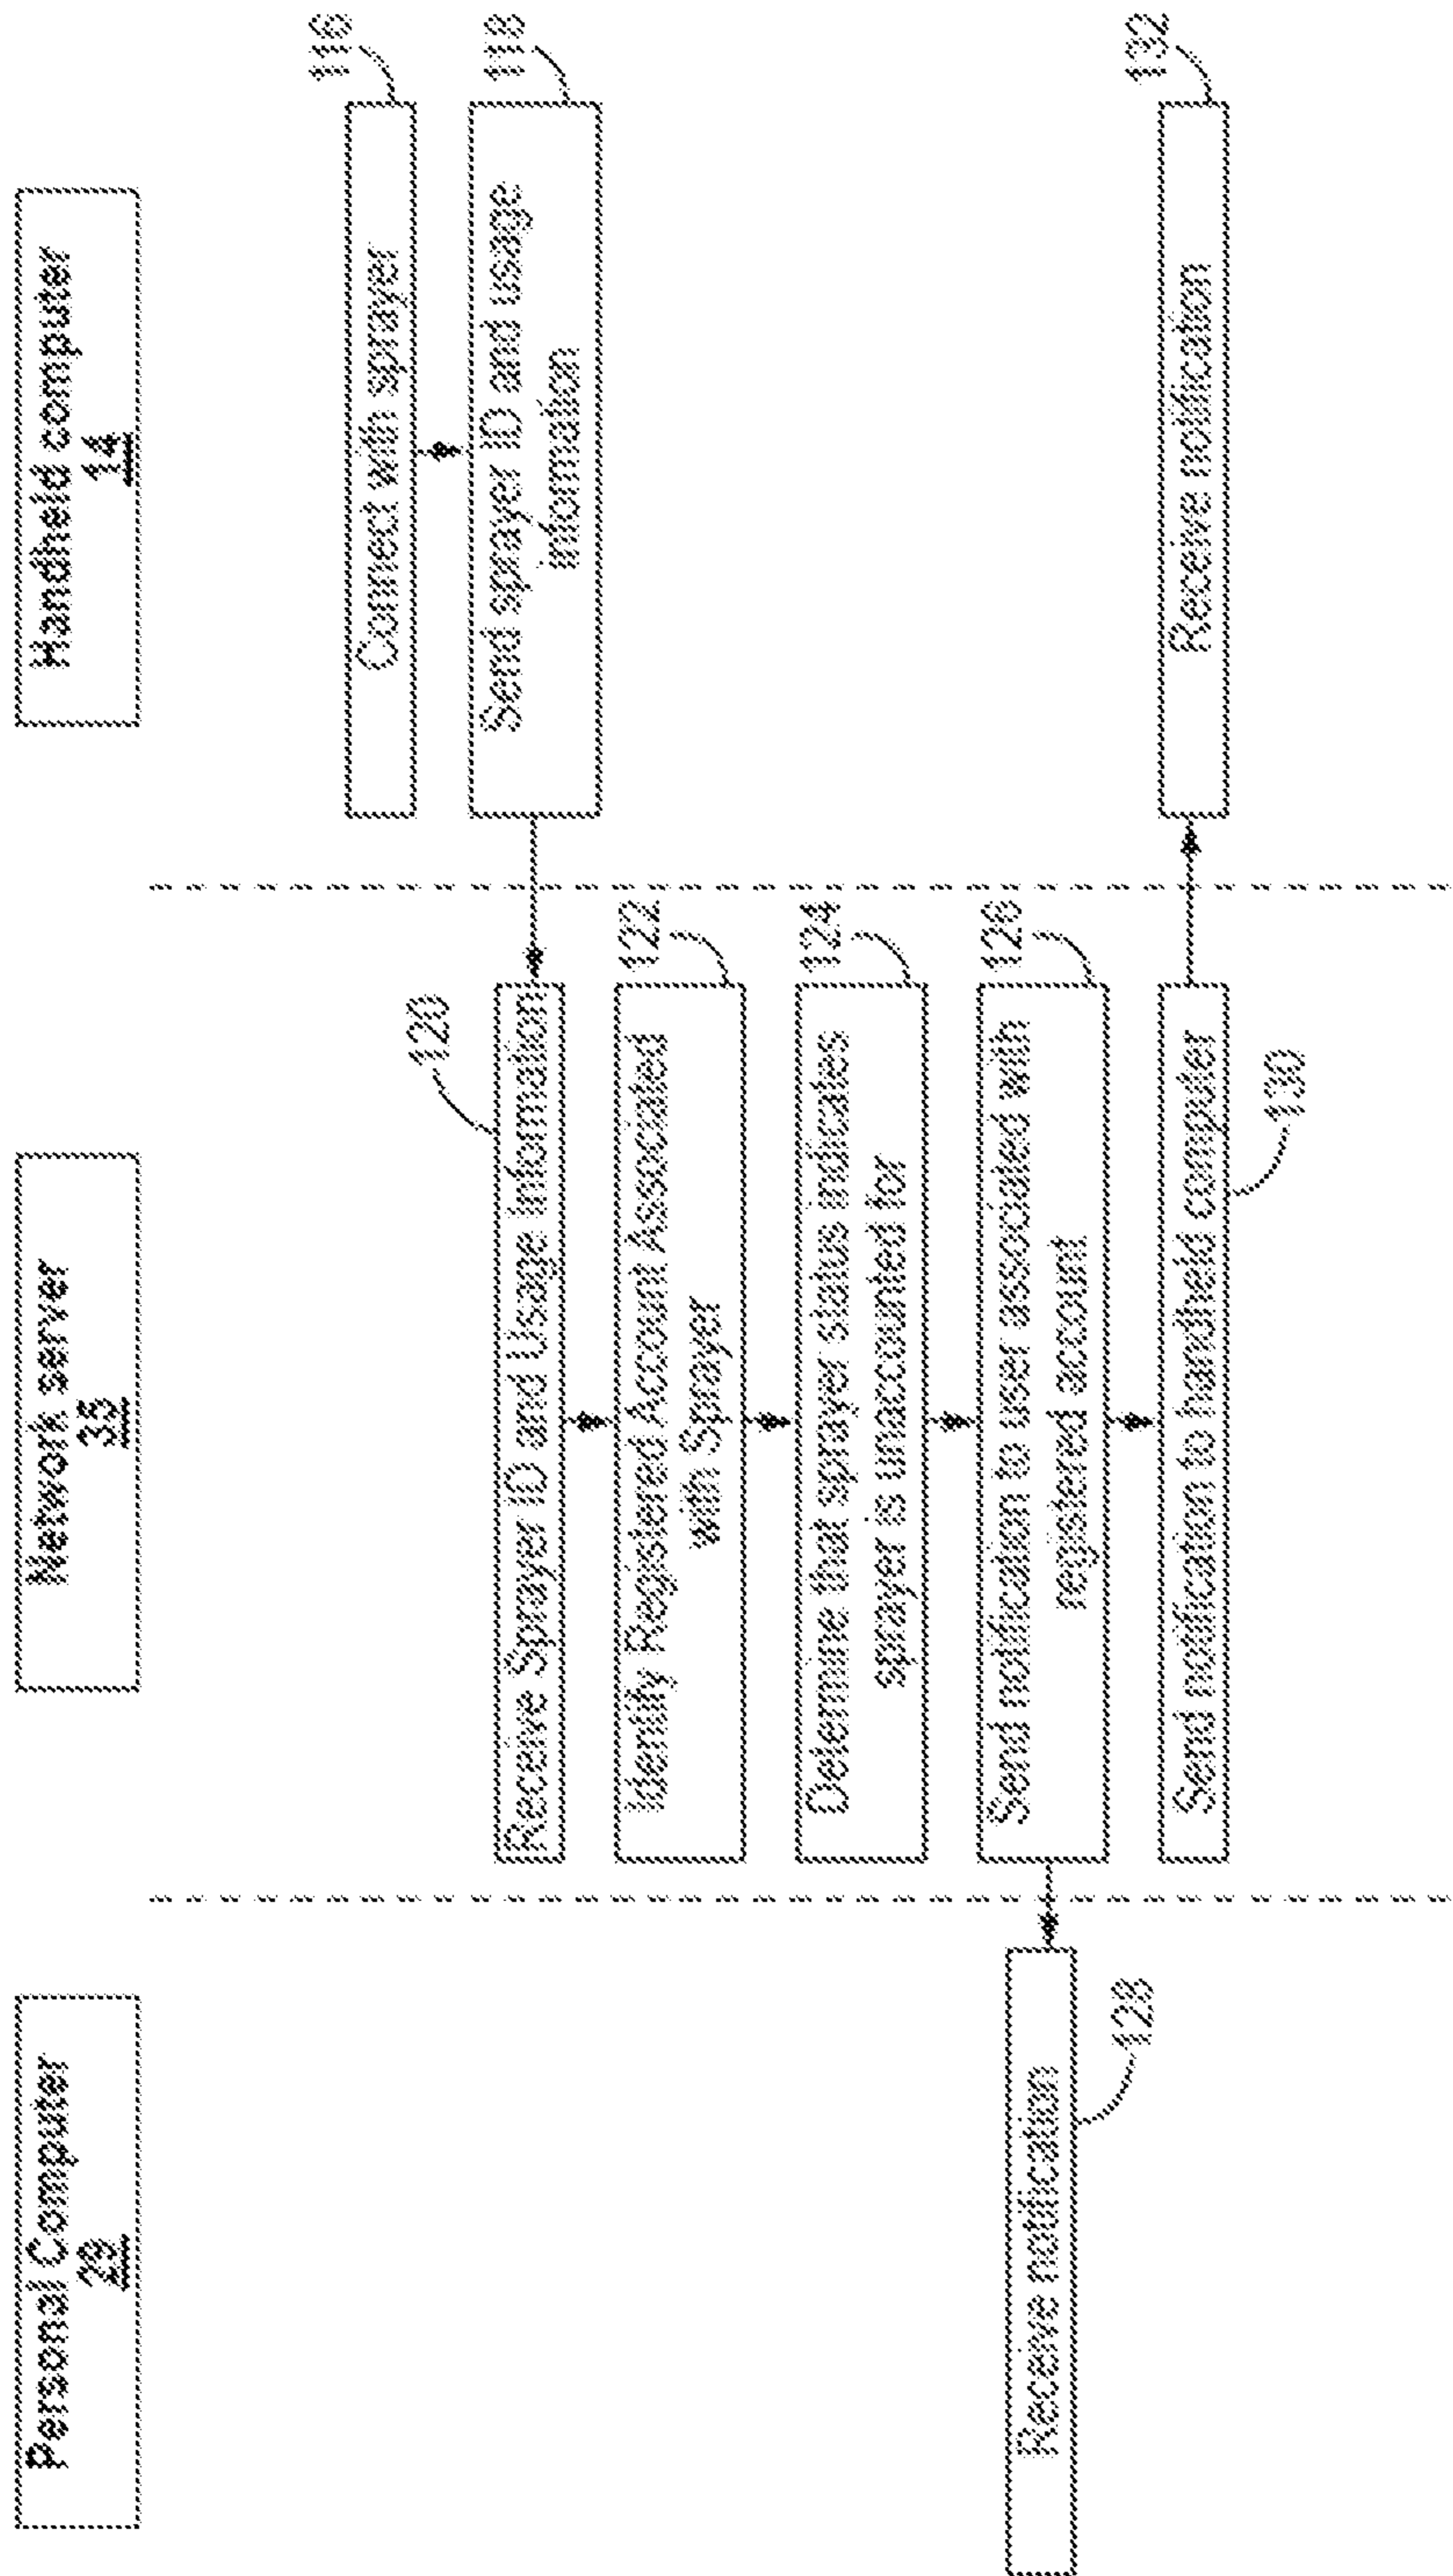 Personal Computer
29
Network server
35
Handheld computer
14
Connect with sprayer
116
Send sprayer ID and usage
information
118
120
Receive Sprayer ID and Usage Information
Identify Registered Account Associated
with Sprayer
122
Determine that sprayer status indicates
sprayer is unaccounted for
124
Send notification to user associated with
registered account
126
Receive notification
128
Send notification to handheld computer
130
Receive notification
132